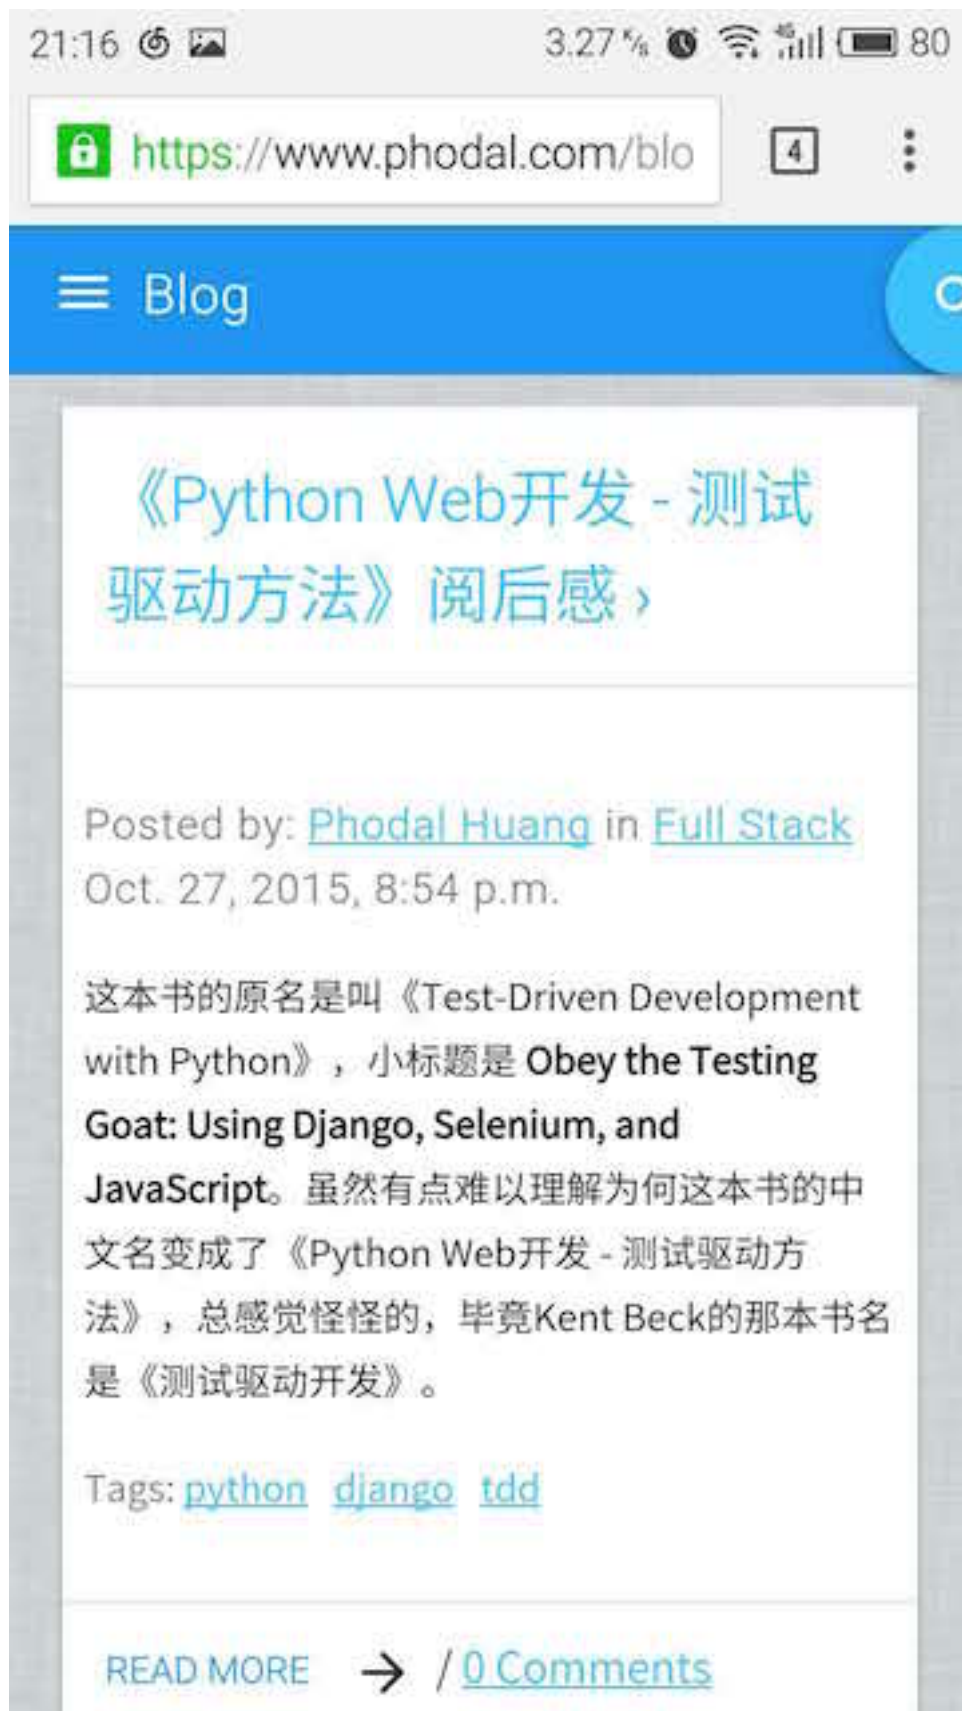 21:16 3.27 K/s 4G 80
https://www.phodal.com/blo 4
Blog
《Python Web开发 - 测试
驱动方法》阅后感 ›
Posted by: Phodal Huang in Full Stack
Oct. 27, 2015, 8:54 p.m.
这本书的原名是叫《Test-Driven Development
with Python》，小标题是 Obey the Testing
Goat: Using Django, Selenium, and
JavaScript。虽然有点难以理解为何这本书的中
文名变成了《Python Web开发 - 测试驱动方
法》，总感觉怪怪的，毕竟Kent Beck的那本书名
是《测试驱动开发》。
Tags: python django tdd
READ MORE → / 0 Comments